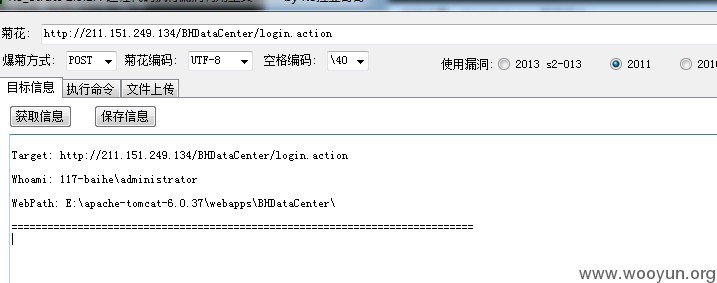 菊花: http://211.151.249.134/BHDataCenter/login.action
爆菊方式: POST 菊花编码: UTF-8 空格编码: \40 使用漏洞: 2013 s2-013 2011 201
目标信息 执行命令 文件上传
获取信息 保存信息
Target: http://211.151.249.134/BHDataCenter/login.action
Whoami: 117-baihe\administrator
WebPath: E:\apache-tomcat-6.0.37\webapps\BHDataCenter\
==============================================================================
www.wooyun.org